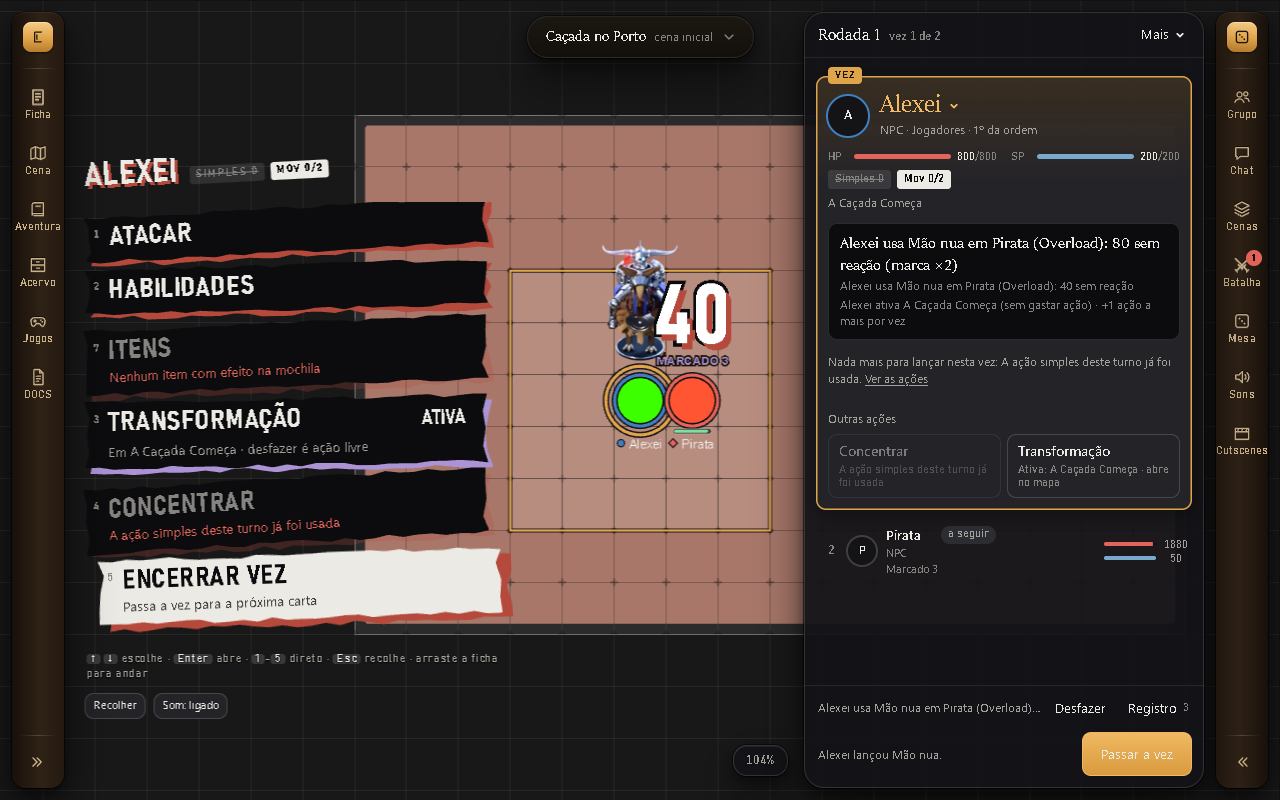 Ficha
Cena
Aventura
Acervo
Jogos
DOCS
Caçada no Porto cena inicial
ALEXEI SIMPLES 0 MOV 0/2
1 ATACAR
2 HABILIDADES
7 ITENS
Nenhum item com efeito na mochila
3 TRANSFORMAÇÃO ATIVA
Em A Caçada Começa · desfazer é ação livre
4 CONCENTRAR
A ação simples deste turno já foi usada
5 ENCERRAR VEZ
Passa a vez para a próxima carta
↑ ↓ escolhe · Enter abre · 1–5 direto · Esc recolhe · arraste a ficha
para andar
Recolher Som: ligado
40
MARCADO 3
Alexei Pirata
104%
Rodada 1 vez 1 de 2 Mais
VEZ
A Alexei
NPC · Jogadores · 1º da ordem
HP 800/800 SP 200/200
Simples 0 Mov 0/2
A Caçada Começa
Alexei usa Mão nua em Pirata (Overload): 80 sem
reação (marca ×2)
Alexei usa Mão nua em Pirata (Overload): 40 sem reação
Alexei ativa A Caçada Começa (sem gastar ação) · +1 ação a
mais por vez
Nada mais para lançar nesta vez: A ação simples deste turno já foi
usada. Ver as ações
Outras ações
Concentrar
A ação simples deste turno já
foi usada
Transformação
Ativa: A Caçada Começa · abre
no mapa
2 P Pirata a seguir
NPC
Marcado 3
1880
50
Alexei usa Mão nua em Pirata (Overload)... Desfazer Registro 3
Alexei lançou Mão nua. Passar a vez
Grupo
Chat
Cenas
1
Batalha
Mesa
Sons
Cutscenes